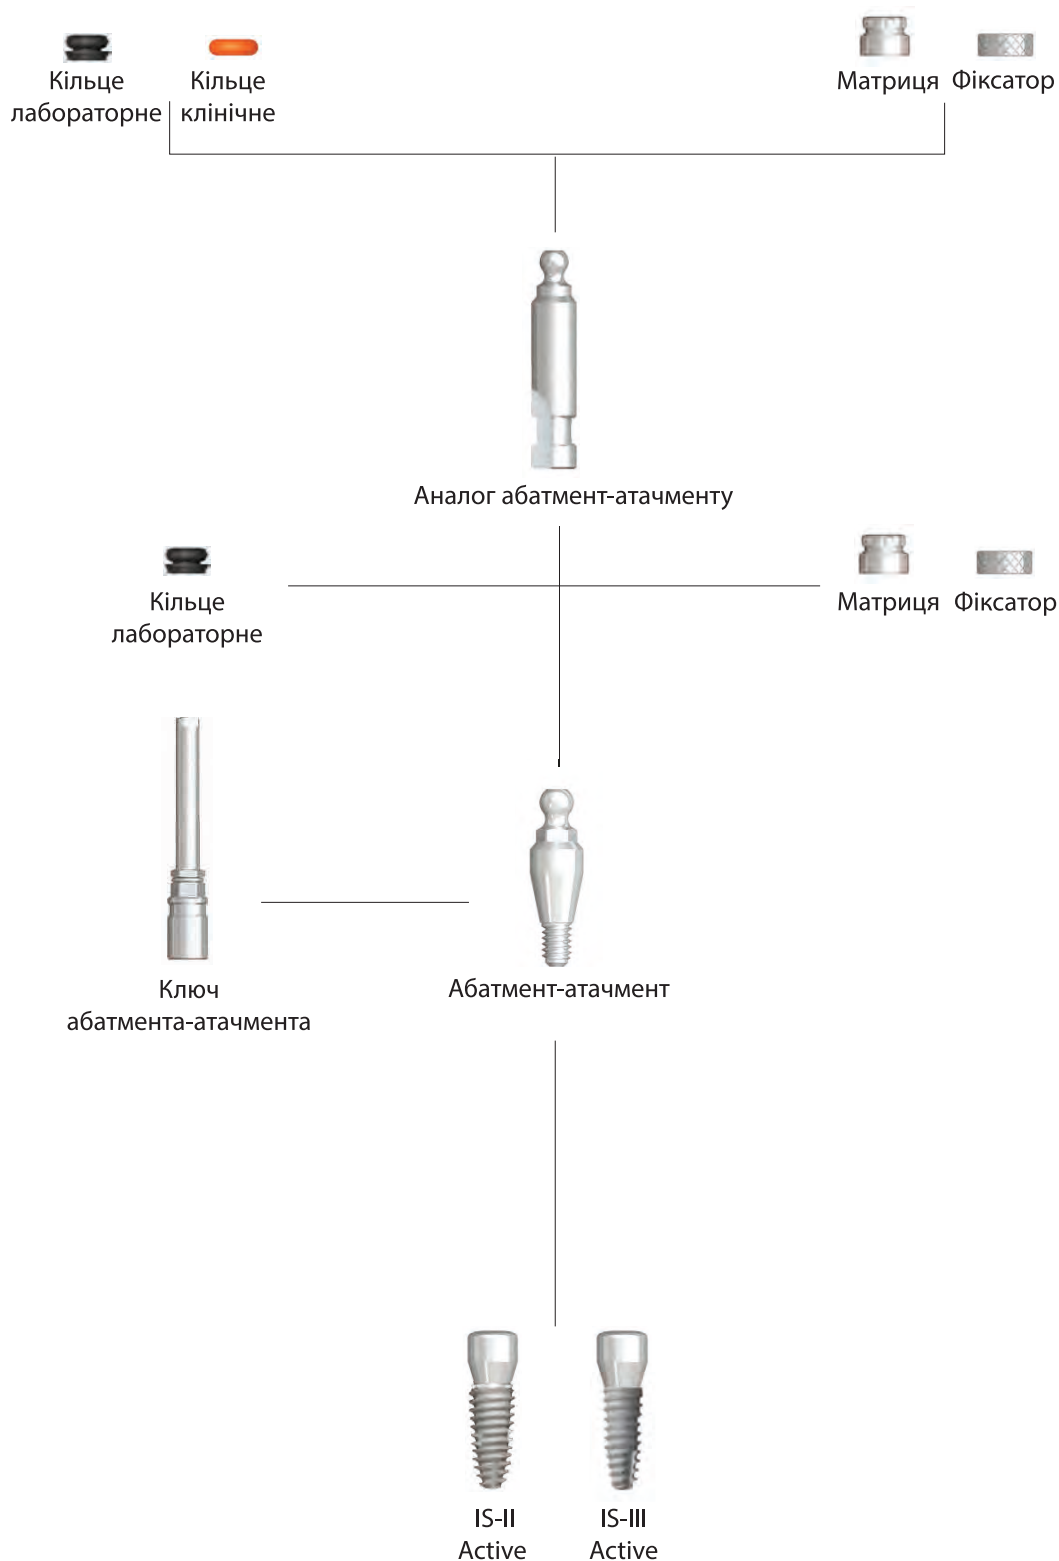 Кільце
лабораторне
Кільце
клінічне
Матриця
Фіксатор
Аналог абатмент-атачменту
Кільце
лабораторне
Матриця
Фіксатор
Ключ
абатмента-атачмента
Абатмент-атачмент
IS-II
Active
IS-III
Active